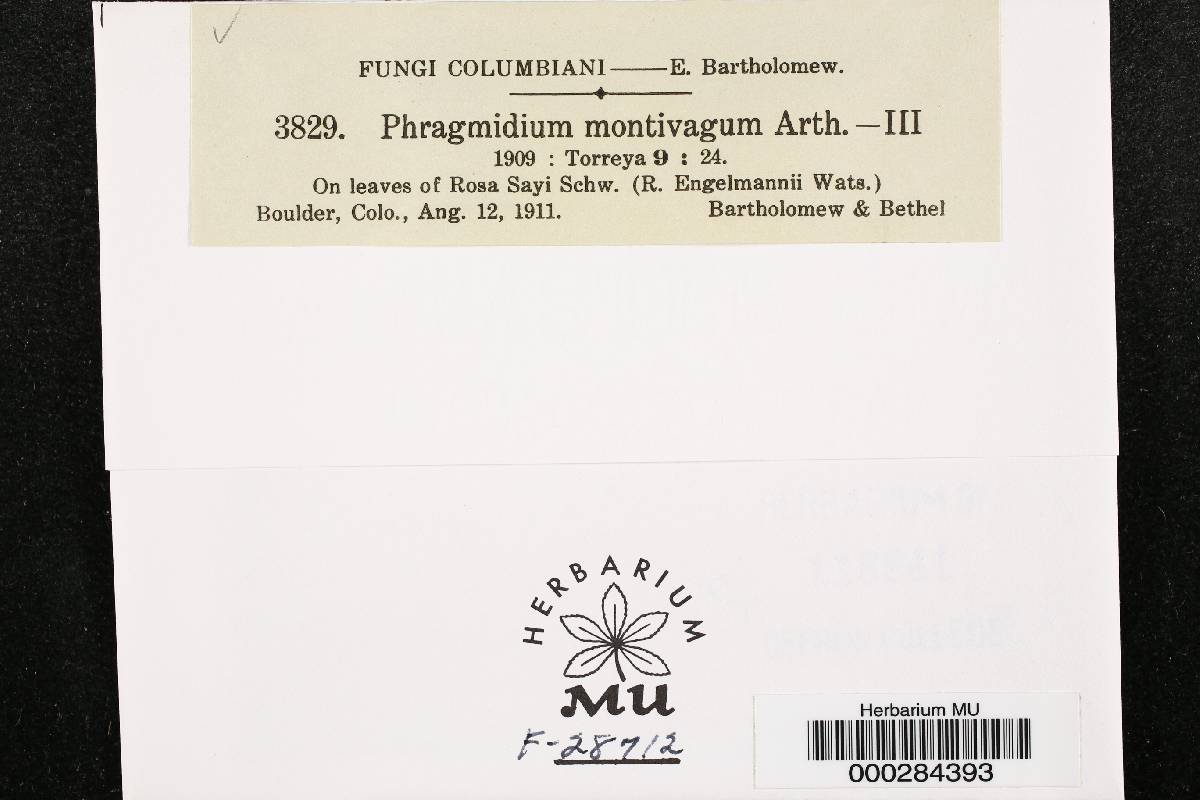 FUNGI COLUMBIANI——E. Bartholomew.
3829. Phragmidium montivagum Arth.—III
1909 : Torreya 9 : 24.
On leaves of Rosa Sayi Schw. (R. Engelmannii Wats.)
Boulder, Colo., Ang. 12, 1911. Bartholomew & Bethel
HERBARIUM
MU
F-28712
Herbarium MU
000284393